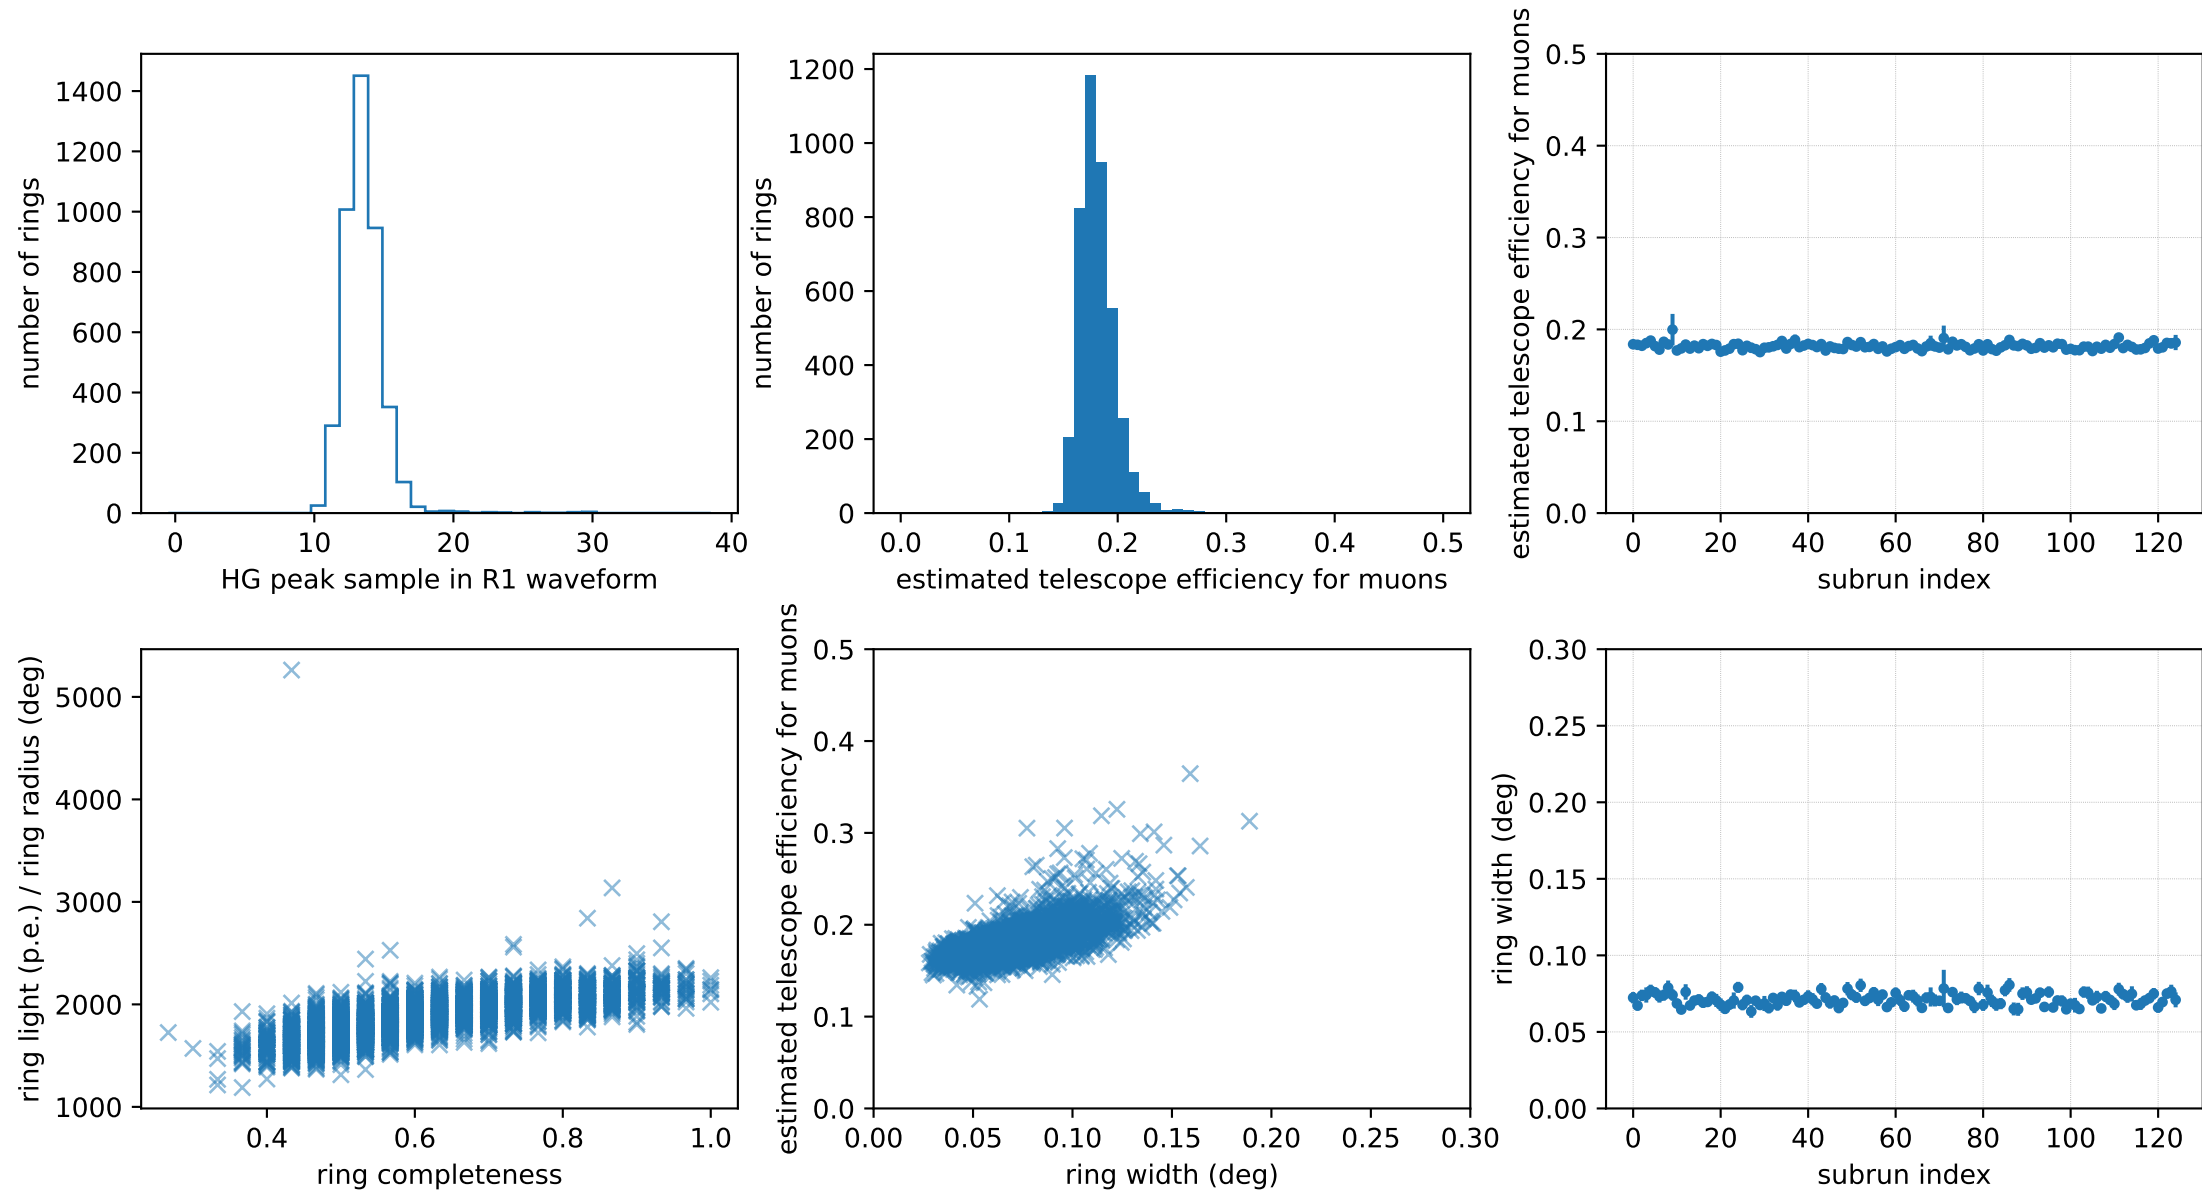 number of rings
1400
1200
1000
800
600
400
200
0
0 10 20 30 40
HG peak sample in R1 waveform
number of rings
1200
1000
800
600
400
200
0
0.0 0.1 0.2 0.3 0.4 0.5
estimated telescope efficiency for muons
estimated telescope efficiency for muons
0.5
0.4
0.3
0.2
0.1
0.0
0 20 40 60 80 100 120
subrun index
ring light (p.e.) / ring radius (deg)
5000
4000
3000
2000
1000
0.4 0.6 0.8 1.0
ring completeness
estimated telescope efficiency for muons
0.5
0.4
0.3
0.2
0.1
0.0
0.00 0.05 0.10 0.15 0.20 0.25 0.30
ring width (deg)
ring width (deg)
0.30
0.25
0.20
0.15
0.10
0.05
0.00
0 20 40 60 80 100 120
subrun index